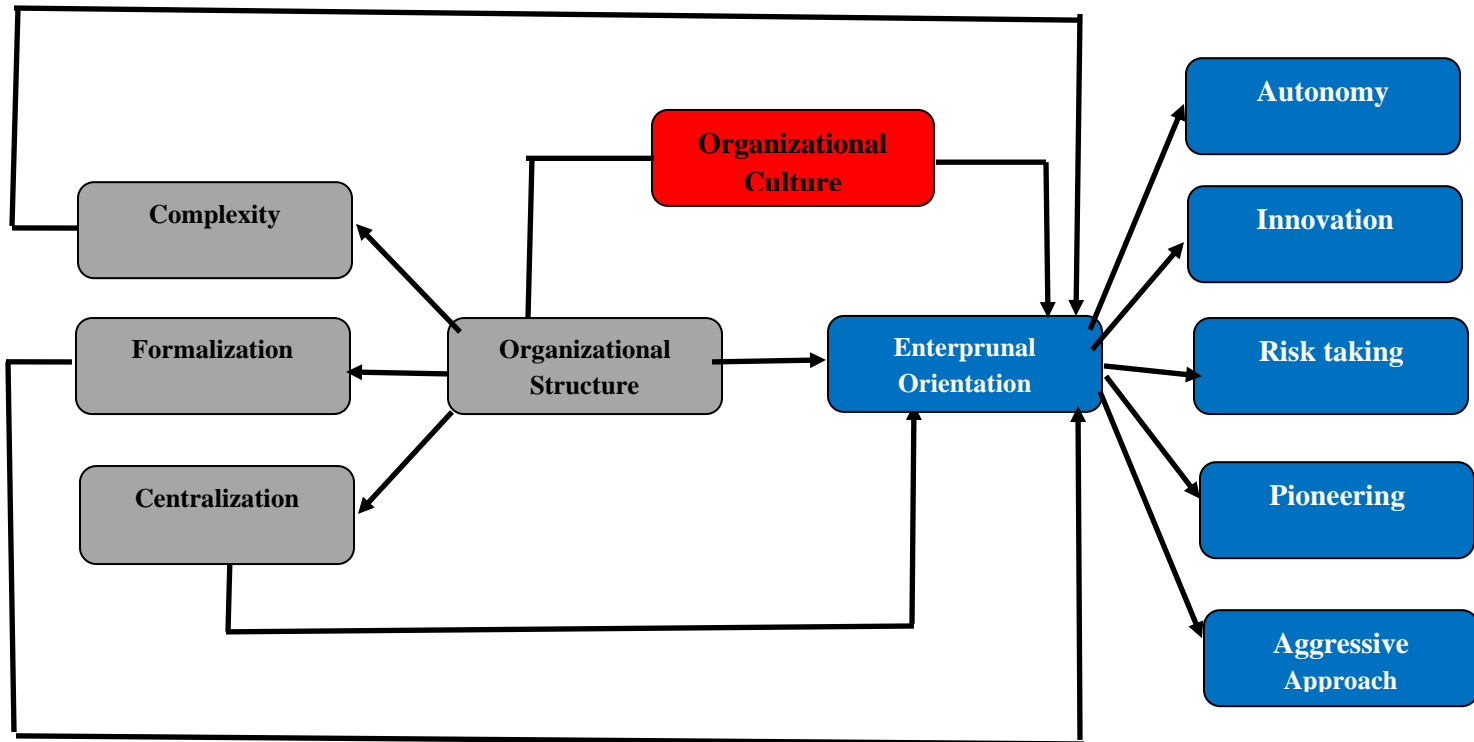 Autonomy
Organizational
Culture
Complexity
Innovation
Formalization
Organizational
Structure
Enterprunal
Orientation
Risk taking
Centralization
Pioneering
Aggressive
Approach